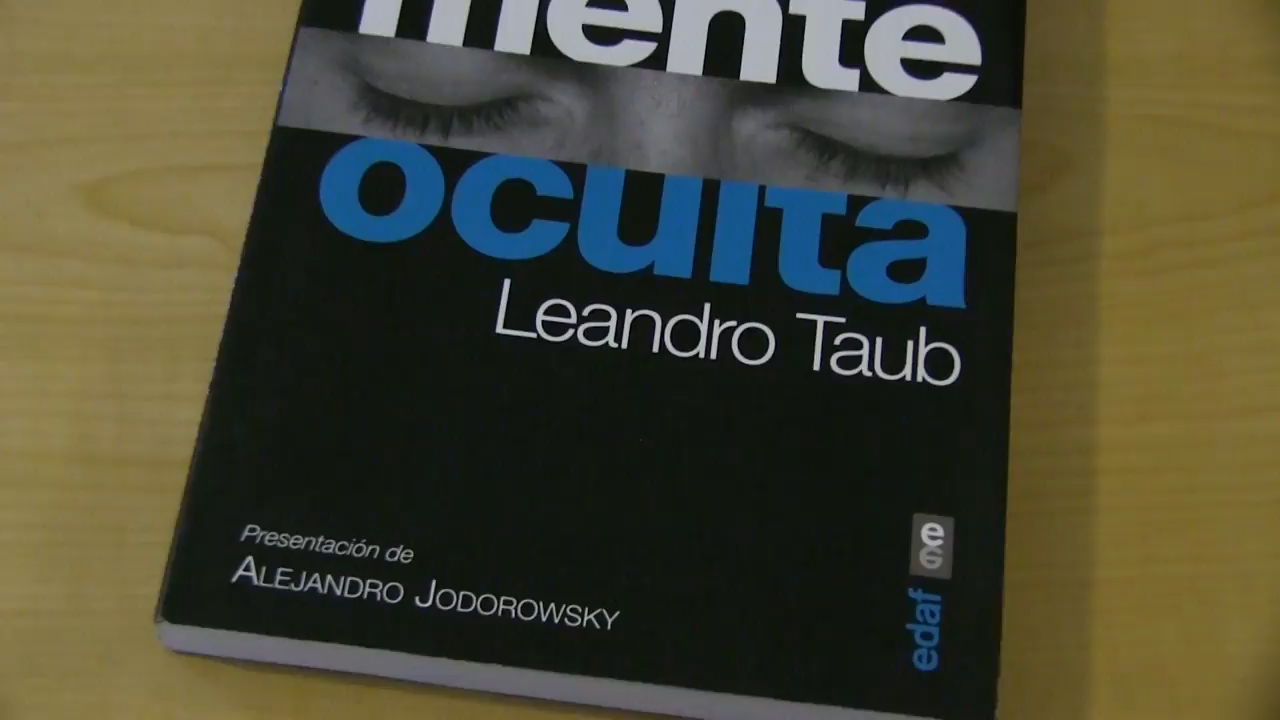 mente
oculta
Leandro Taub
Presentación de
ALEJANDRO JODOROWSKY
edaf